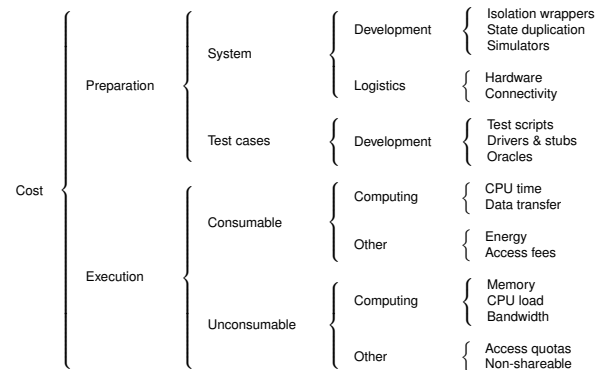 Cost
Preparation
System
Development
Isolation wrappers
State duplication
Simulators
Logistics
Hardware
Connectivity
Test cases
Development
Test scripts
Drivers & stubs
Oracles
Execution
Consumable
Computing
CPU time
Data transfer
Other
Energy
Access fees
Unconsumable
Computing
Memory
CPU load
Bandwidth
Other
Access quotas
Non-shareable